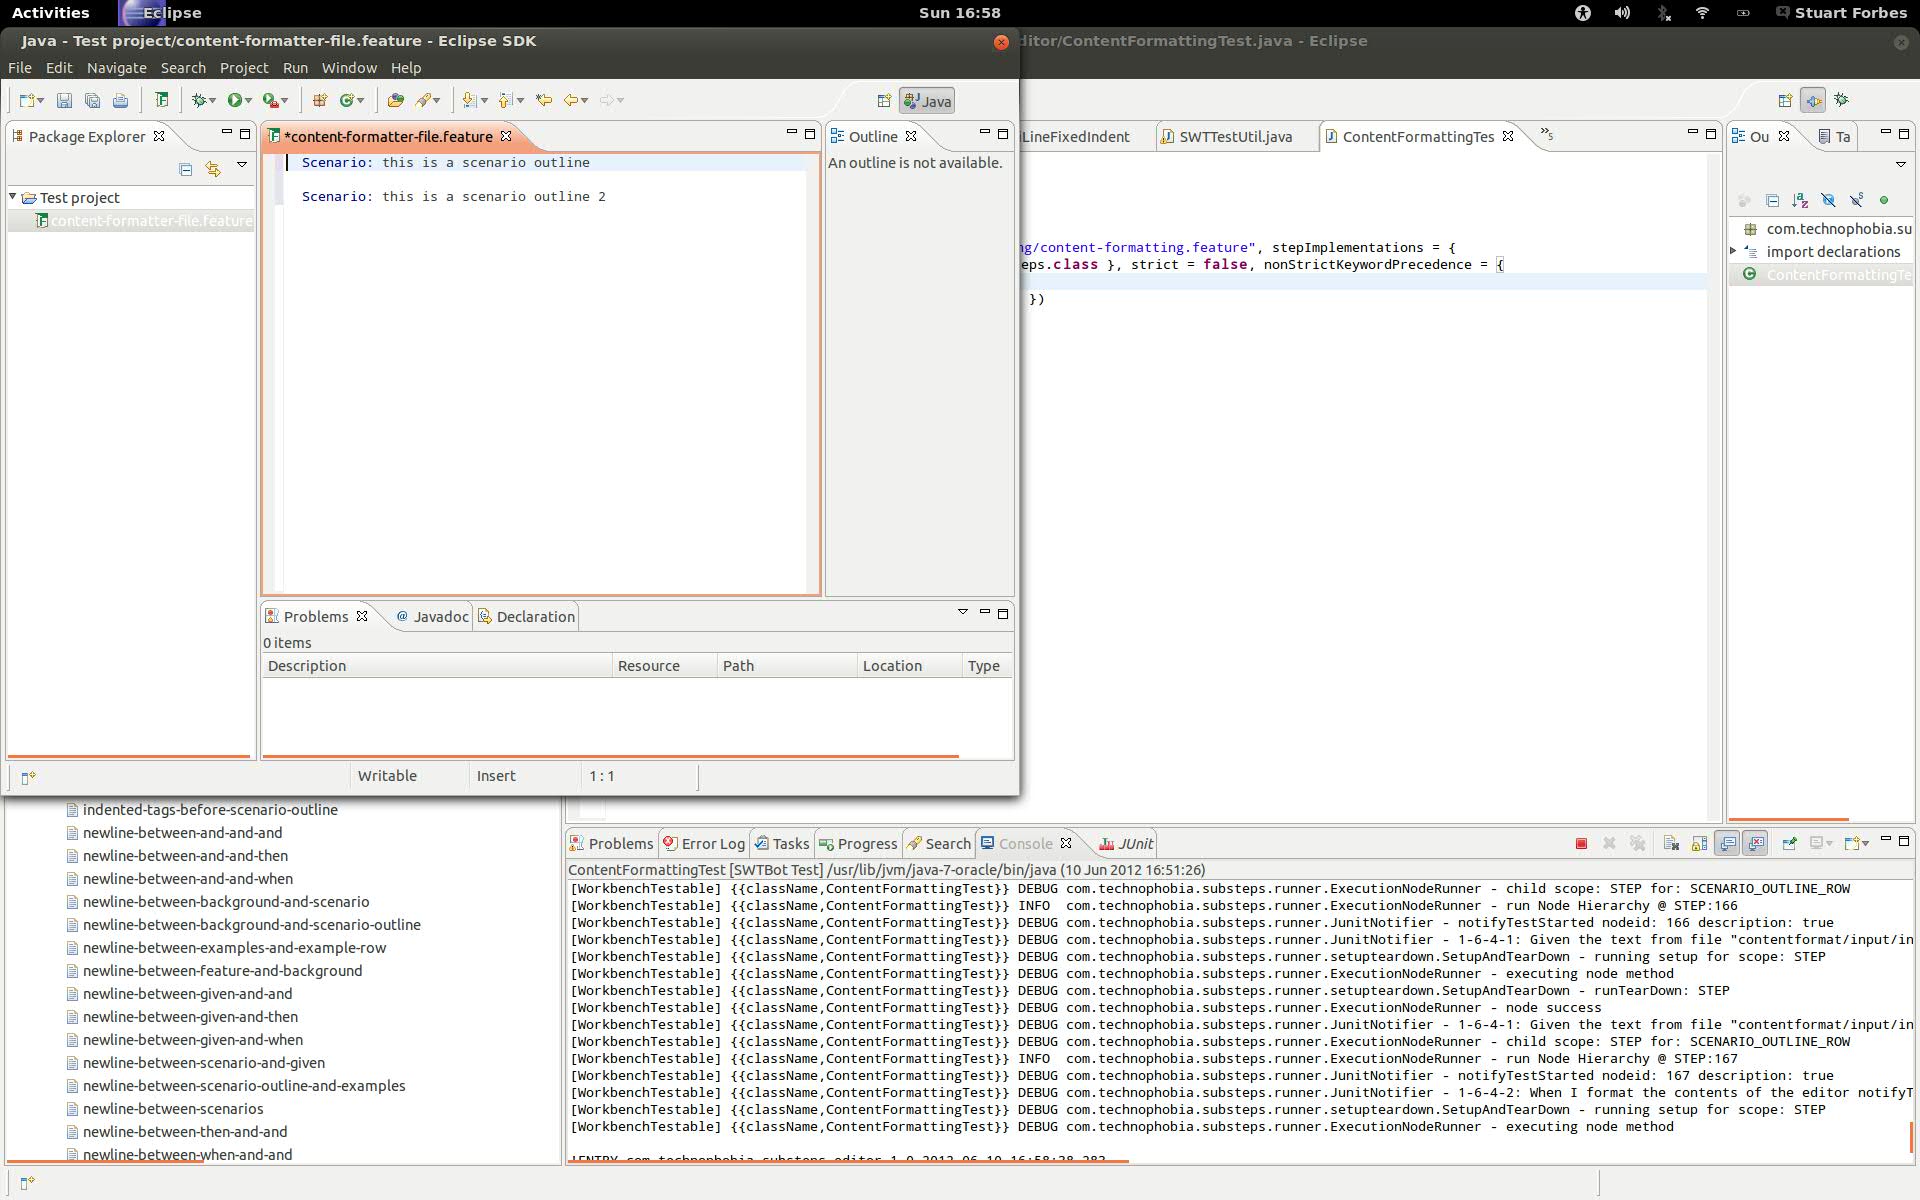 Activities Eclipse Sun 16:58 Stuart Forbes
Java - Test project/content-formatter-file.feature - Eclipse SDK
File Edit Navigate Search Project Run Window Help
Java
Package Explorer
Test project
content-formatter-file.feature
*content-formatter-file.feature
Scenario: this is a scenario outline
Scenario: this is a scenario outline 2
Outline
An outline is not available.
Problems @ Javadoc Declaration
0 items
Description Resource Path Location Type
Writable Insert 1 : 1
ditor/ContentFormattingTest.java - Eclipse
LineFixedIndent SWTTestUtil.java ContentFormattingTes »5
ng/content-formatting.feature", stepImplementations = {
eps.class }, strict = false, nonStrictKeywordPrecedence = {
})
Ou Ta
com.technophobia.su
import declarations
ContentFormattingTe
indented-tags-before-scenario-outline
newline-between-and-and-and
newline-between-and-and-then
newline-between-and-and-when
newline-between-background-and-scenario
newline-between-background-and-scenario-outline
newline-between-examples-and-example-row
newline-between-feature-and-background
newline-between-given-and-and
newline-between-given-and-then
newline-between-given-and-when
newline-between-scenario-and-given
newline-between-scenario-outline-and-examples
newline-between-scenarios
newline-between-then-and-and
newline-between-when-and-and
Problems Error Log Tasks Progress Search Console JUnit
ContentFormattingTest [SWTBot Test] /usr/lib/jvm/java-7-oracle/bin/java (10 Jun 2012 16:51:26)
[WorkbenchTestable] {{className,ContentFormattingTest}} DEBUG com.technophobia.substeps.runner.ExecutionNodeRunner - child scope: STEP for: SCENARIO_OUTLINE_ROW
[WorkbenchTestable] {{className,ContentFormattingTest}} INFO  com.technophobia.substeps.runner.ExecutionNodeRunner - run Node Hierarchy @ STEP:166
[WorkbenchTestable] {{className,ContentFormattingTest}} DEBUG com.technophobia.substeps.runner.JunitNotifier - notifyTestStarted nodeid: 166 description: true
[WorkbenchTestable] {{className,ContentFormattingTest}} DEBUG com.technophobia.substeps.runner.JunitNotifier - 1-6-4-1: Given the text from file "contentformat/input/in
[WorkbenchTestable] {{className,ContentFormattingTest}} DEBUG com.technophobia.substeps.runner.setupteardown.SetupAndTearDown - running setup for scope: STEP
[WorkbenchTestable] {{className,ContentFormattingTest}} DEBUG com.technophobia.substeps.runner.ExecutionNodeRunner - executing node method
[WorkbenchTestable] {{className,ContentFormattingTest}} DEBUG com.technophobia.substeps.runner.setupteardown.SetupAndTearDown - runTearDown: STEP
[WorkbenchTestable] {{className,ContentFormattingTest}} DEBUG com.technophobia.substeps.runner.ExecutionNodeRunner - node success
[WorkbenchTestable] {{className,ContentFormattingTest}} DEBUG com.technophobia.substeps.runner.JunitNotifier - 1-6-4-1: Given the text from file "contentformat/input/in
[WorkbenchTestable] {{className,ContentFormattingTest}} DEBUG com.technophobia.substeps.runner.ExecutionNodeRunner - child scope: STEP for: SCENARIO_OUTLINE_ROW
[WorkbenchTestable] {{className,ContentFormattingTest}} INFO  com.technophobia.substeps.runner.ExecutionNodeRunner - run Node Hierarchy @ STEP:167
[WorkbenchTestable] {{className,ContentFormattingTest}} DEBUG com.technophobia.substeps.runner.JunitNotifier - notifyTestStarted nodeid: 167 description: true
[WorkbenchTestable] {{className,ContentFormattingTest}} DEBUG com.technophobia.substeps.runner.JunitNotifier - 1-6-4-2: When I format the contents of the editor notifyT
[WorkbenchTestable] {{className,ContentFormattingTest}} DEBUG com.technophobia.substeps.runner.setupteardown.SetupAndTearDown - running setup for scope: STEP
[WorkbenchTestable] {{className,ContentFormattingTest}} DEBUG com.technophobia.substeps.runner.ExecutionNodeRunner - executing node method
!ENTRY com.technophobia.substeps.editor